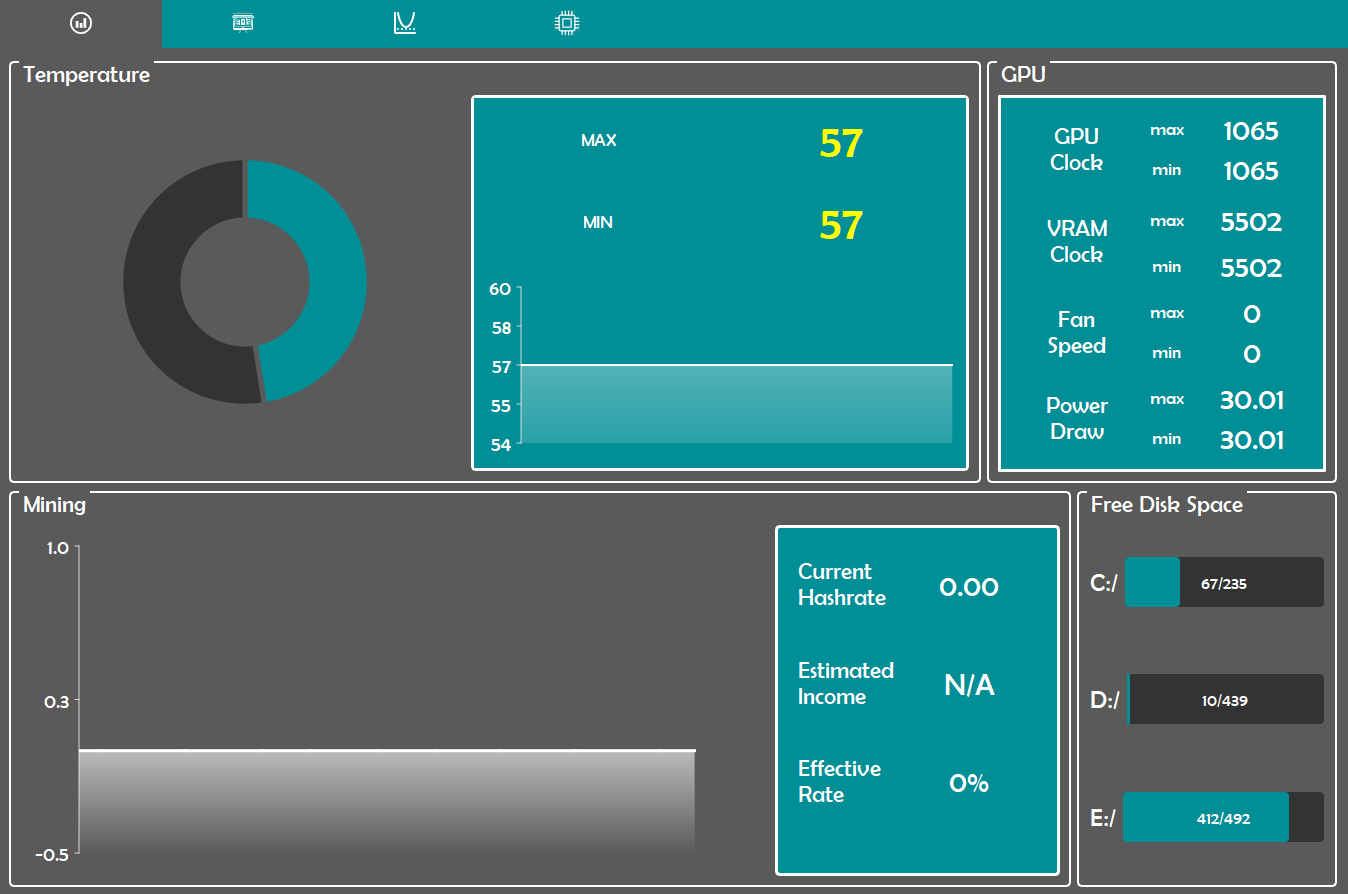 Temperature
MAX 57
MIN 57
60
58
57
55
54
GPU
GPU
Clock
max 1065
min 1065
VRAM
Clock
max 5502
min 5502
Fan
Speed
max 0
min 0
Power
Draw
max 30.01
min 30.01
Mining
1.0
0.3
-0.5
Current
Hashrate
0.00
Estimated
Income
N/A
Effective
Rate
0%
Free Disk Space
C:/ 67/235
D:/ 10/439
E:/ 412/492